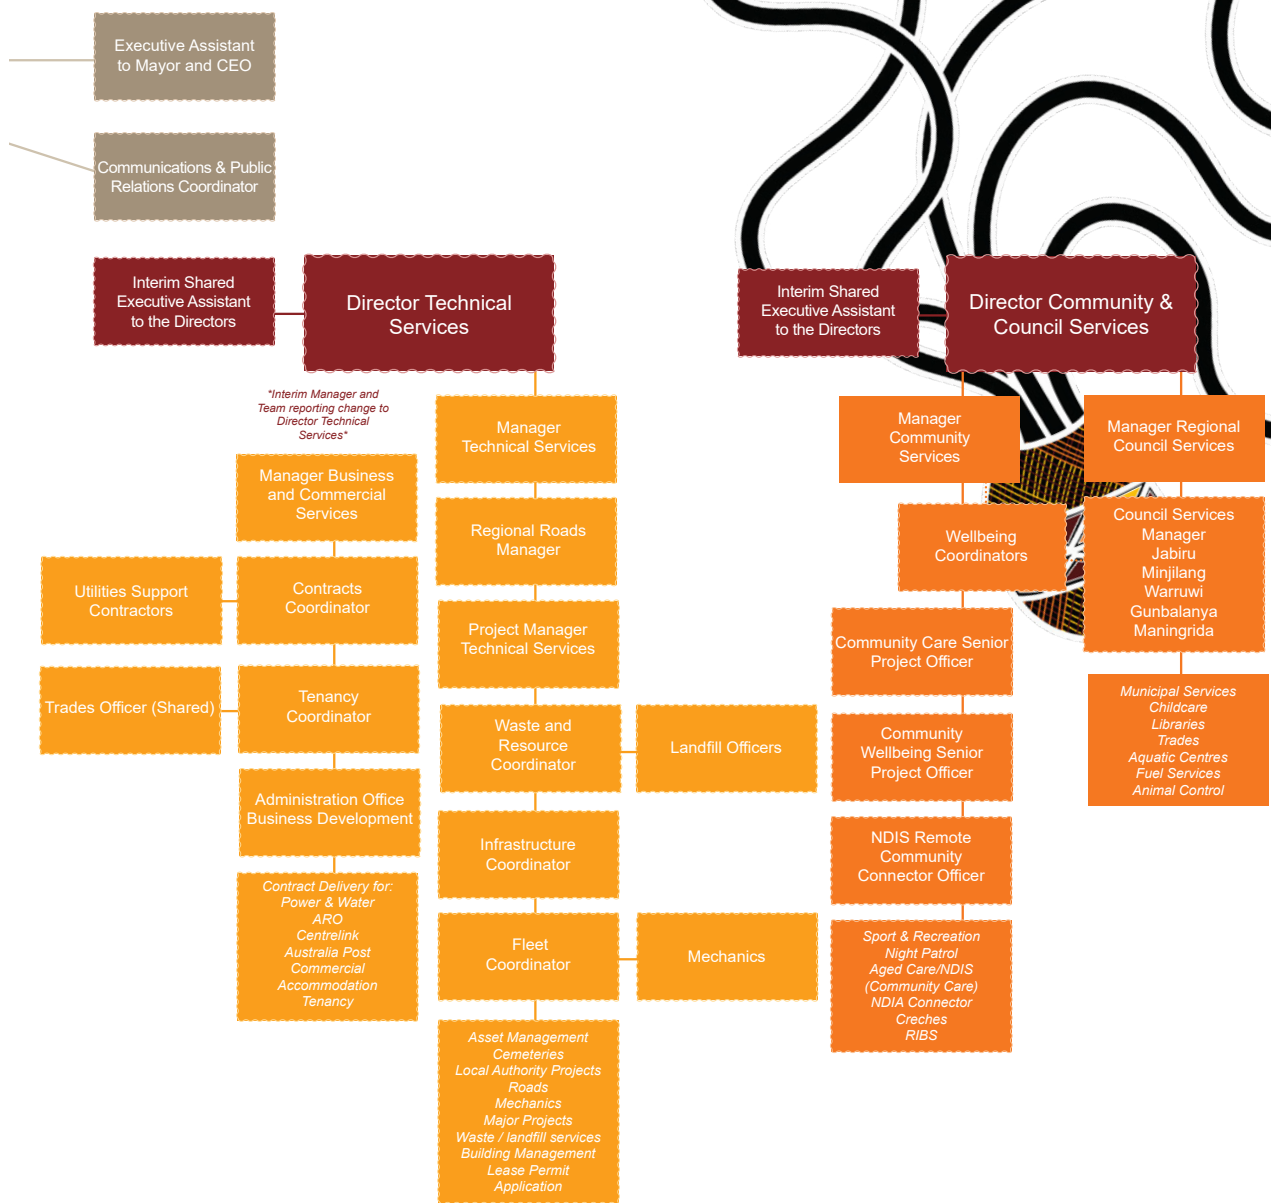 Executive Assistant
to Mayor and CEO
Communications & Public
Relations Coordinator
Interim Shared
Executive Assistant
to the Directors
Director Technical
Services
Interim Shared
Executive Assistant
to the Directors
Director Community &
Council Services
*Interim Manager and
Team reporting change to
Director Technical
Services*
Manager Business
and Commercial
Services
Utilities Support
Contractors
Contracts
Coordinator
Trades Officer (Shared)
Tenancy
Coordinator
Administration Office
Business Development
Contract Delivery for:
Power & Water
ARO
Centrelink
Australia Post
Commercial
Accommodation
Tenancy
Manager
Technical Services
Regional Roads
Manager
Project Manager
Technical Services
Waste and
Resource
Coordinator
Landfill Officers
Infrastructure
Coordinator
Fleet
Coordinator
Mechanics
Asset Management
Cemeteries
Local Authority Projects
Roads
Mechanics
Major Projects
Waste / landfill services
Building Management
Lease Permit
Application
Manager
Community
Services
Wellbeing
Coordinators
Community Care Senior
Project Officer
Community
Wellbeing Senior
Project Officer
NDIS Remote
Community
Connector Officer
Sport & Recreation
Night Patrol
Aged Care/NDIS
(Community Care)
NDIA Connector
Creches
RIBS
Manager Regional
Council Services
Council Services
Manager
Jabiru
Minjilang
Warruwi
Gunbalanya
Maningrida
Municipal Services
Childcare
Libraries
Trades
Aquatic Centres
Fuel Services
Animal Control